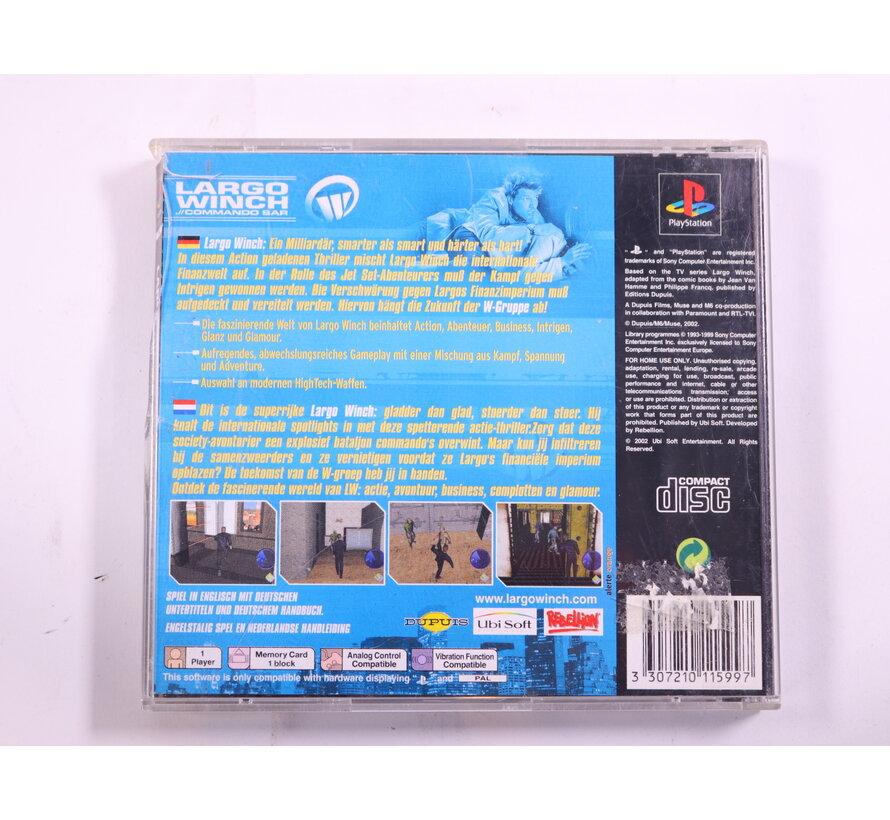 LARGO
WINCH
.//COMMANDO SAR
Largo Winch: Ein Milliardär, smarter als smart und härter als hart!
In diesem Action geladenen Thriller mischt Largo Winch die internationale
Finanzwelt auf. In der Rolle des Jet Set-Abenteurers muß der Kampf gegen
Intrigen gewonnen werden. Die Verschwärung gegen Largos Finanzimperium muß
aufgedeckt und vereitelt werden. Hiervon hängt die Zukunft der W-Gruppe ab!
Die faszinierende Welt von Largo Winch beinhaltet Action, Abenteuer, Business, Intrigen,
Glanz und Glamour.
Aufregendes, abwechslungsreiches Gameplay mit einer Mischung aus Kampf, Spannung
und Adventure.
Auswahl an modernen HighTech-Waffen.
Dit is de superrijke Largo Winch: gladder dan glad, stoerder dan stoer. Hij
knalt de internationale spotlights in met deze spetterende actie-thriller.Zorg dat deze
society-avonturier een explosief bataljon commando's overwint. Maar kun jij infiltreren
bij de samenzweerders en ze vernietigen voordat ze Largo's financiële imperium
opblazen? De toekomst van de W-groep heb jij in handen.
Ontdek de fascinerende wereld van LW: actie, avontuur, business, complotten en glamour.
SPIEL IN ENGLISCH MIT DEUTSCHEN
UNTERTITELN UND DEUTSCHEM HANDBUCH.
ENGELSTALIG SPEL EN NEDERLANDSE HANDLEIDING
www.largowinch.com
alerte orange
DUPUIS
Ubi Soft
REBELLION
1
Player
Memory Card
1 block
Analog Control
Compatible
Vibration Function
Compatible
This software is only compatible with hardware displaying " " and PAL
PlayStation
" " and "PlayStation" are registered
trademarks of Sony Computer Entertainment Inc.
Based on the TV series Largo Winch,
adapted from the comic books by Jean Van
Hamme and Philippe Francq, published by
Editions Dupuis.
A Dupuis Films, Muse and M6 co-production
in collaboration with Paramount and RTL-TVI.
© Dupuis/M6/Muse, 2002.
Library programmes © 1993-1999 Sony Computer
Entertainment Inc. exclusively licensed to Sony
Computer Entertainment Europe.
FOR HOME USE ONLY. Unauthorised copying,
adaptation, rental, lending, re-sale, arcade
use, charging for use, broadcast, public
performance and internet, cable or other
telecommunications transmission, access
or use are prohibited. Distribution or extraction
of this product or any trademark or copyright
work that forms part of this product are
prohibited. Published by Ubi Soft. Developed
by Rebellion.
© 2002 Ubi Soft Entertainment. All Rights
Reserved.
COMPACT
disc
3 307210 115997